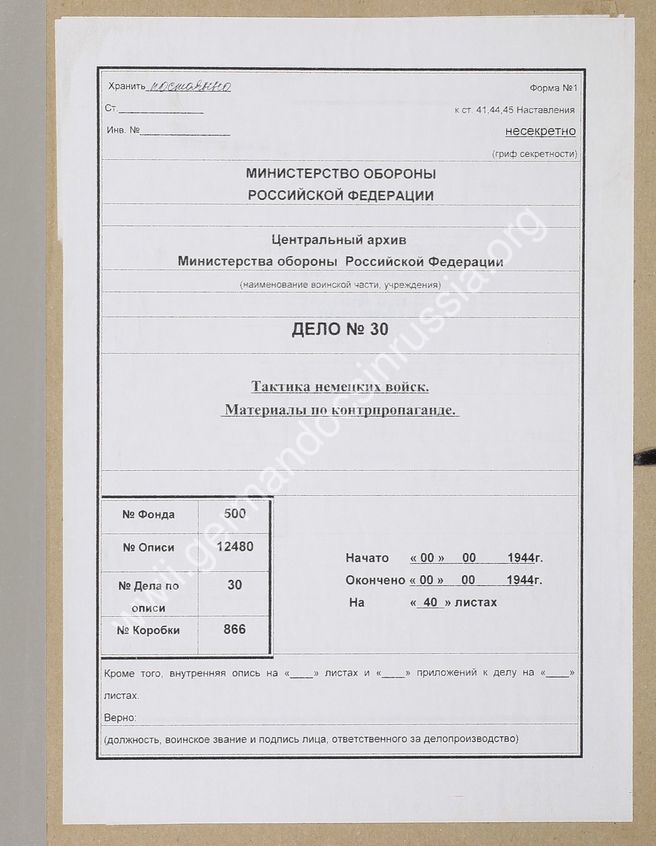 Хранить постоянно
Форма №1
Ст.
к ст. 41,44,45 Наставления
Инв. №
несекретно
(гриф секретности)
МИНИСТЕРСТВО ОБОРОНЫ
РОССИЙСКОЙ ФЕДЕРАЦИИ
Центральный архив
Министерства обороны Российской Федерации
(наименование воинской части, учреждения)
ДЕЛО № 30
Тактика немецких войск.
Материалы по контрпропаганде.
№ Фонда 500
№ Описи 12480
№ Дела по 30
описи
№ Коробки 866
Начато « 00 » 00 1944г.
Окончено « 00 » 00 1944г.
На « 40 » листах
Кроме того, внутренняя опись на «____» листах и «____» приложений к делу на «____»
листах.
Верно:
(должность, воинское звание и подпись лица, ответственного за делопроизводство)
wwii.germandocsinrussia.org